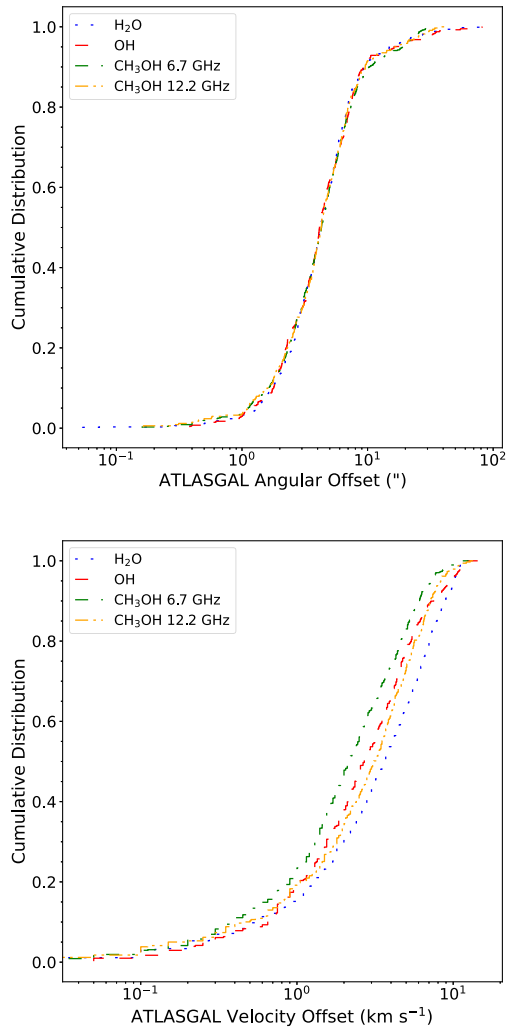 H₂O
OH
CH₃OH 6.7 GHz
CH₃OH 12.2 GHz
Cumulative Distribution
1.0
0.8
0.6
0.4
0.2
0.0
10⁻¹ 10⁰ 10¹ 10²
ATLASGAL Angular Offset (")
H₂O
OH
CH₃OH 6.7 GHz
CH₃OH 12.2 GHz
Cumulative Distribution
1.0
0.8
0.6
0.4
0.2
0.0
10⁻¹ 10⁰ 10¹
ATLASGAL Velocity Offset (km s⁻¹)